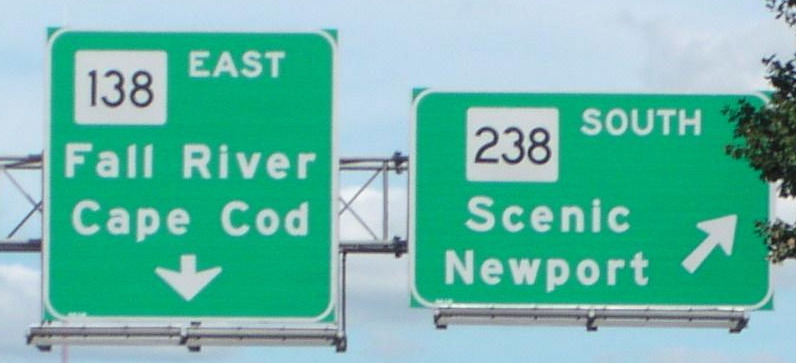 138 EAST
Fall River
Cape Cod
238 SOUTH
Scenic
Newport